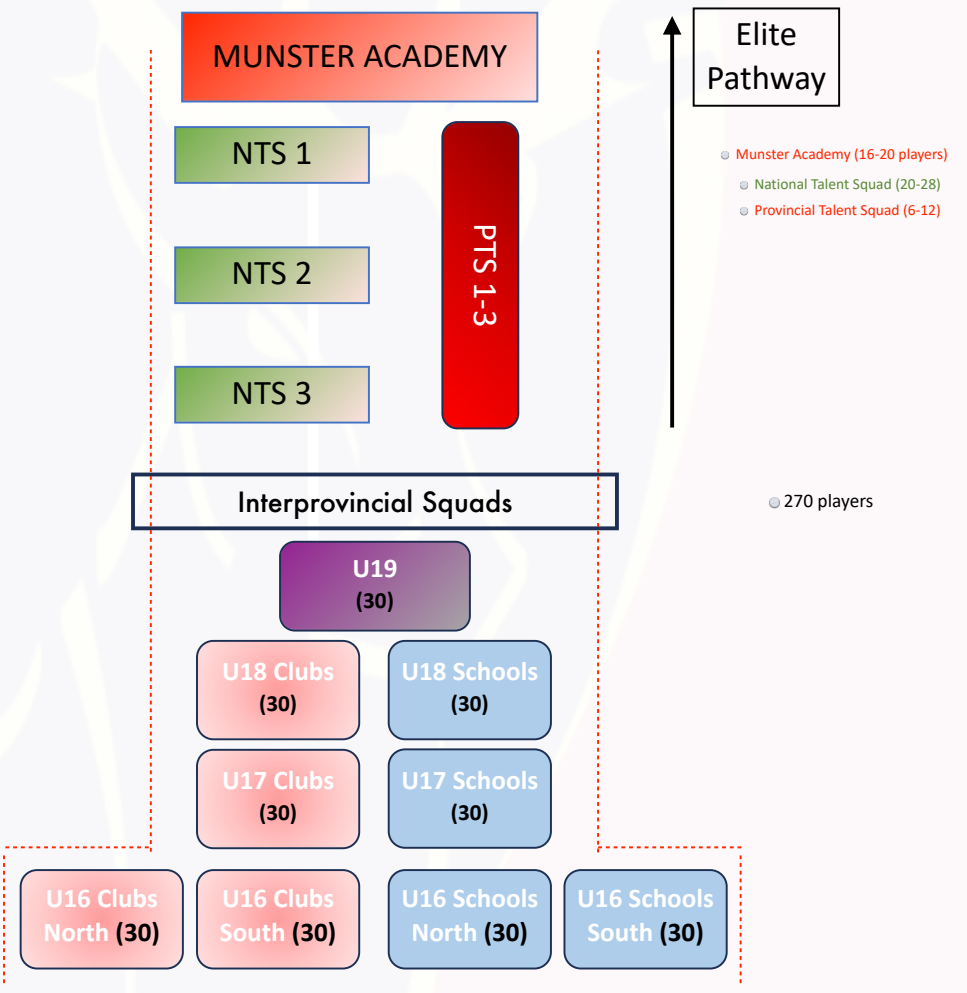 MUNSTER ACADEMY
Elite
Pathway
NTS 1
Munster Academy (16-20 players)
National Talent Squad (20-28)
Provincial Talent Squad (6-12)
PTS 1-3
NTS 2
NTS 3
Interprovincial Squads
270 players
U19
(30)
U18 Clubs
(30)
U18 Schools
(30)
U17 Clubs
(30)
U17 Schools
(30)
U16 Clubs
North (30)
U16 Clubs
South (30)
U16 Schools
North (30)
U16 Schools
South (30)